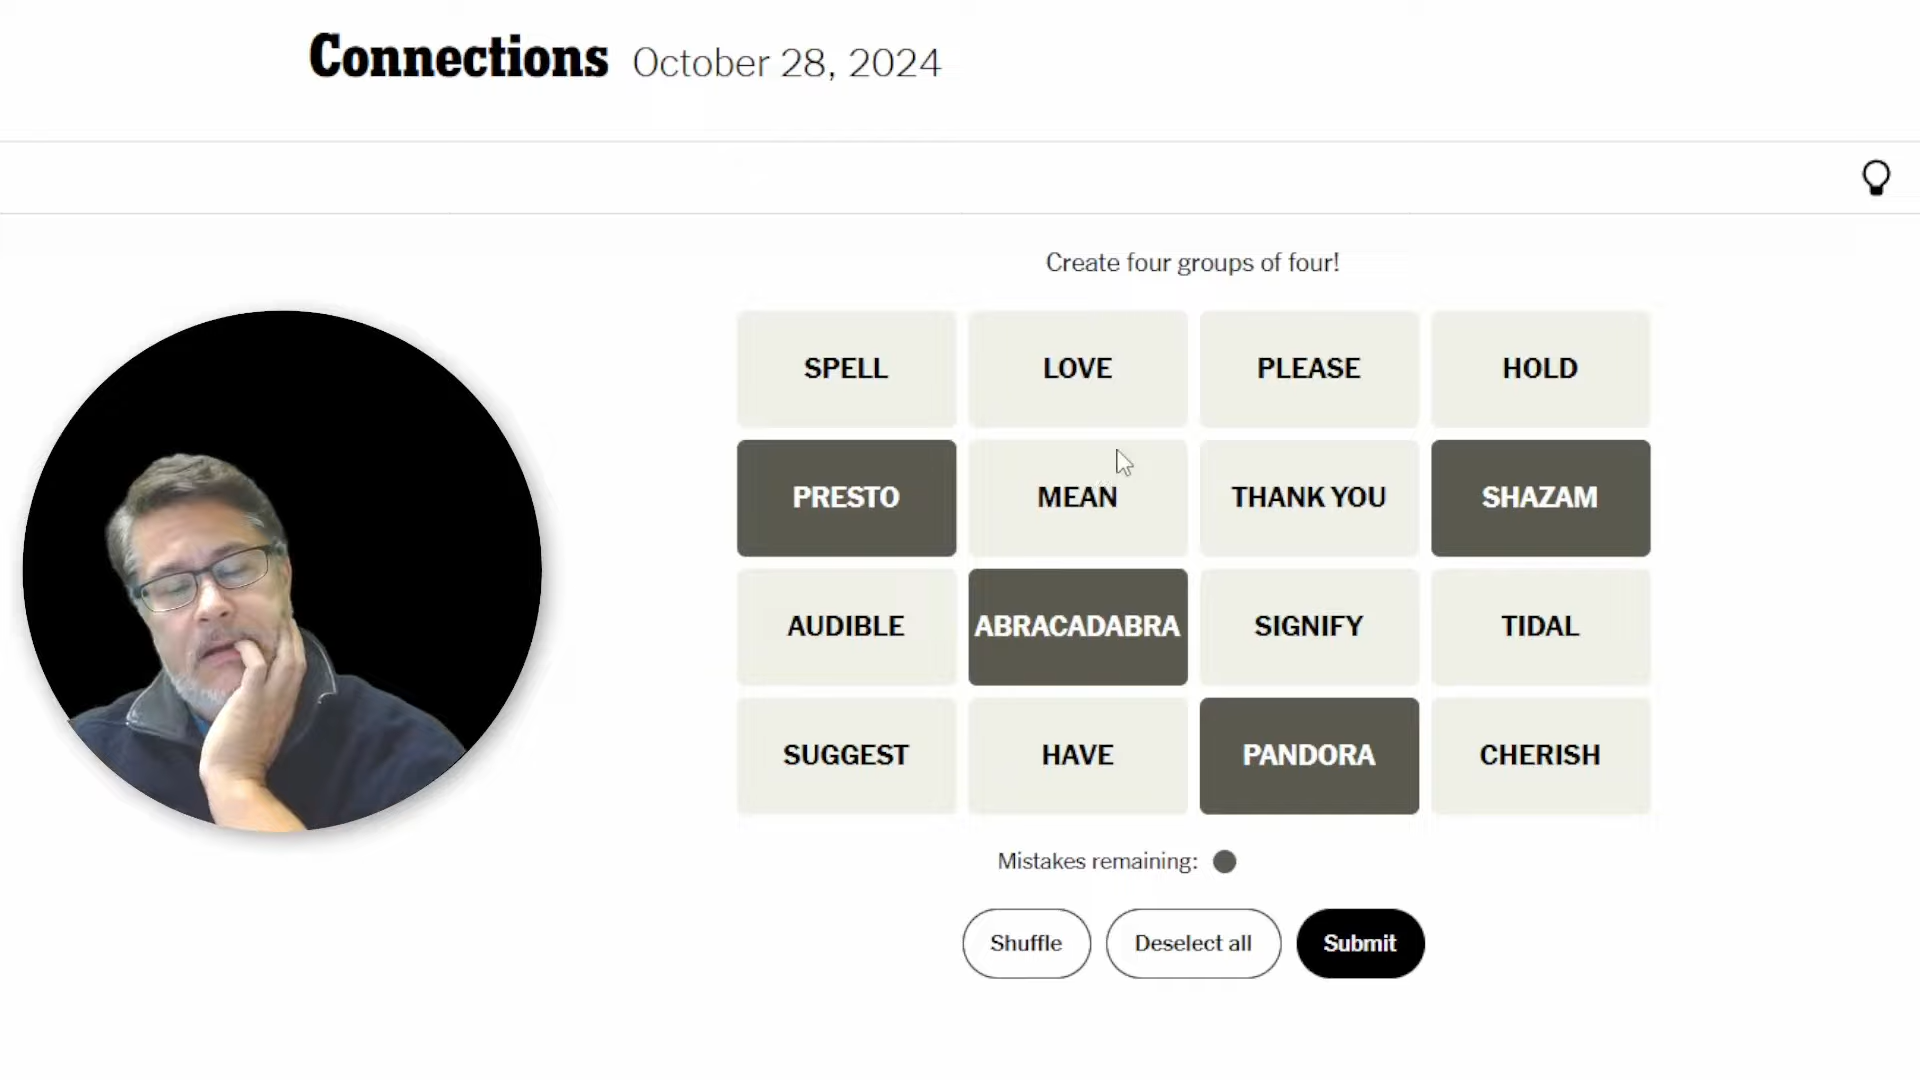 Connections October 28, 2024
Create four groups of four!
SPELL LOVE PLEASE HOLD
PRESTO MEAN THANK YOU SHAZAM
AUDIBLE ABRACADABRA SIGNIFY TIDAL
SUGGEST HAVE PANDORA CHERISH
Mistakes remaining:
Shuffle Deselect all Submit